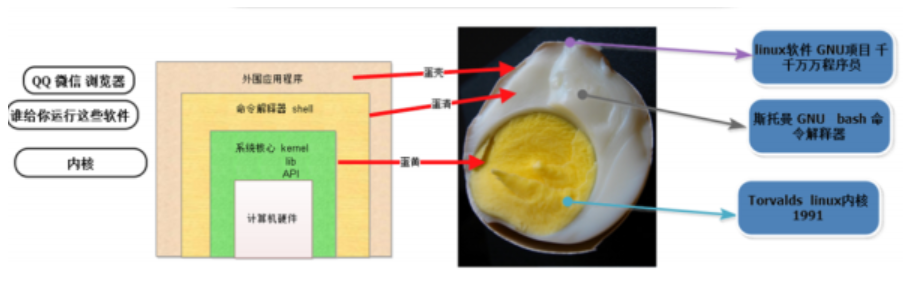 QQ 微信 浏览器
谁给你运行这些软件
内核
外围应用程序
命令解释器 shell
系统核心 kernel
lib
API
计算机硬件
蛋壳
蛋清
蛋黄
linux软件 GNU项目 千
千万万程序员
斯托曼 GNU bash 命
令解释器
Torvalds linux内核
1991